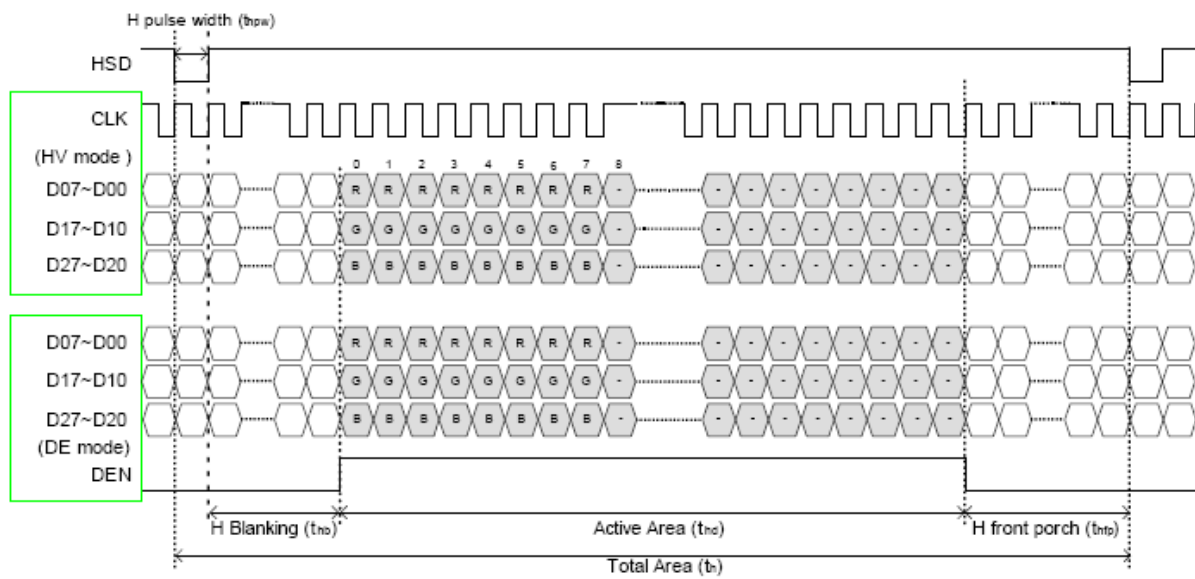 H pulse width (thpw)
HSD
CLK
(HV mode )
0 1 2 3 4 5 6 7 8
D07~D00 R R R R R R R R - - - - - - - - -
D17~D10 G G G G G G G G - - - - - - - - -
D27~D20 B B B B B B B B - - - - - - - - -
D07~D00 R R R R R R R R - - - - - - - - -
D17~D10 G G G G G G G G - - - - - - - - -
D27~D20 B B B B B B B B - - - - - - - - -
(DE mode)
DEN
H Blanking (thb) Active Area (thd) H front porch (thfp)
Total Area (th)